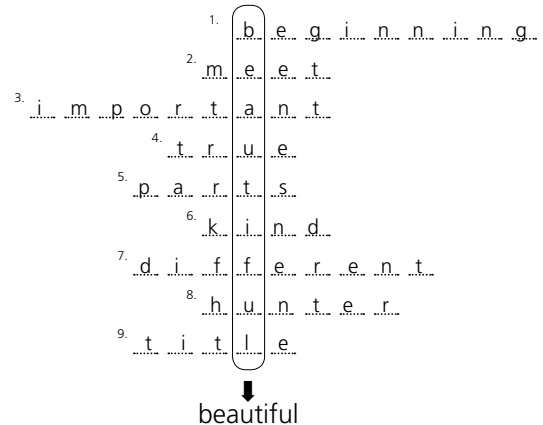 1. beginning
2. meet
3. important
4. true
5. parts
6. kind
7. different
8. hunter
9. title
beautiful